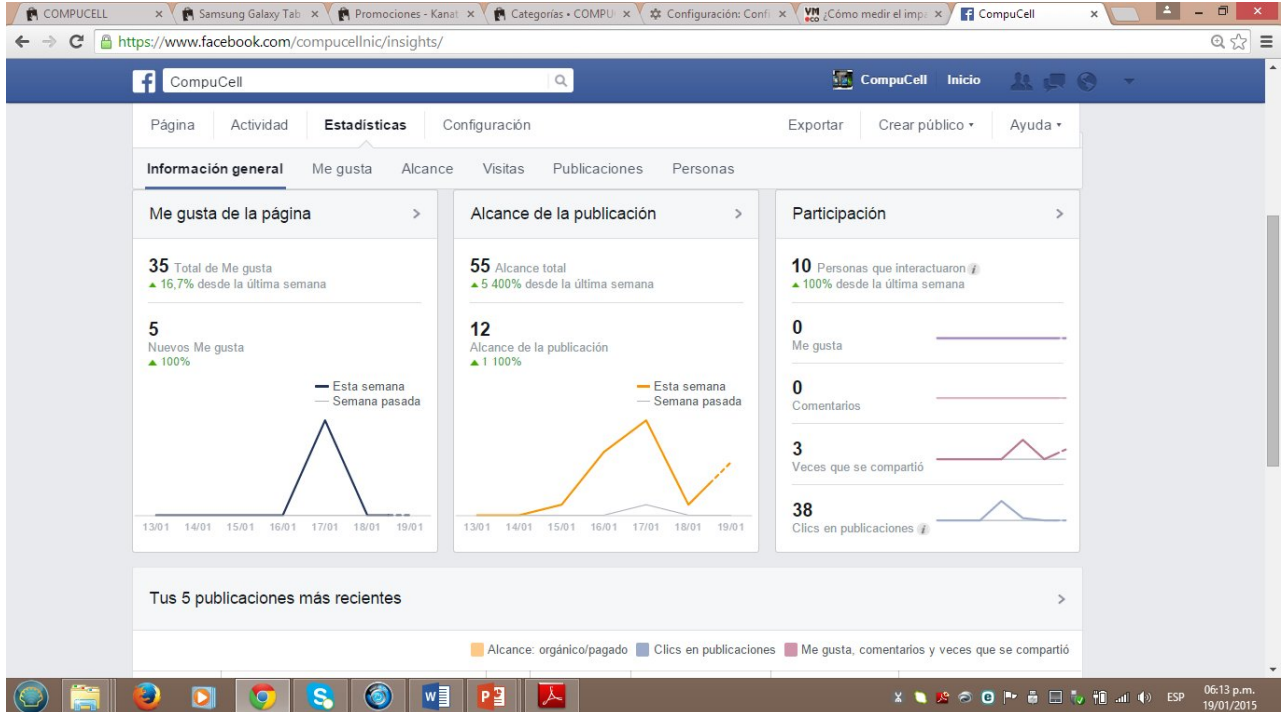 COMPUCELL
Samsung Galaxy Tab
Promociones - Kanat
Categorías • COMPU
Configuración: Confi
VM eco ¿Cómo medir el impa
CompuCell
https://www.facebook.com/compucellnic/insights/
CompuCell
CompuCell Inicio
Página Actividad Estadísticas Configuración Exportar Crear público Ayuda
Información general Me gusta Alcance Visitas Publicaciones Personas
Me gusta de la página
35 Total de Me gusta
16,7% desde la última semana
5
Nuevos Me gusta
100%
Esta semana
Semana pasada
13/01 14/01 15/01 16/01 17/01 18/01 19/01
Alcance de la publicación
55 Alcance total
5 400% desde la última semana
12
Alcance de la publicación
1 100%
Esta semana
Semana pasada
13/01 14/01 15/01 16/01 17/01 18/01 19/01
Participación
10 Personas que interactuaron i
100% desde la última semana
0
Me gusta
0
Comentarios
3
Veces que se compartió
38
Clics en publicaciones i
Tus 5 publicaciones más recientes
Alcance: orgánico/pagado Clics en publicaciones Me gusta, comentarios y veces que se compartió
ESP
06:13 p.m.
19/01/2015